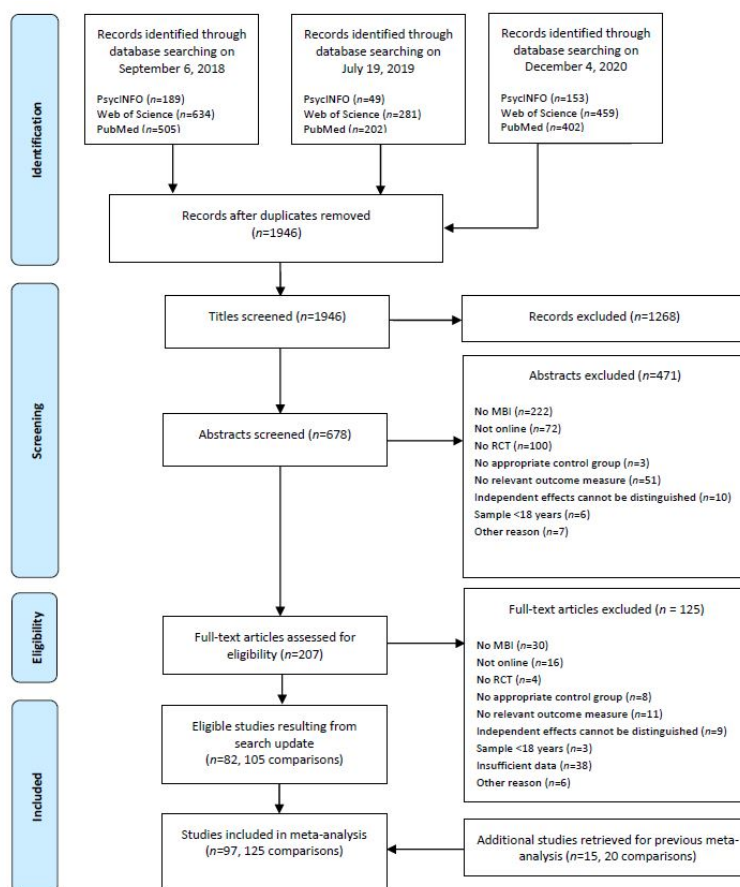 Identification
Records identified through
database searching on
September 6, 2018
PsycINFO (n=189)
Web of Science (n=634)
PubMed (n=505)
Records identified through
database searching on
July 19, 2019
PsycINFO (n=49)
Web of Science (n=281)
PubMed (n=202)
Records identified through
database searching on
December 4, 2020
PsycINFO (n=153)
Web of Science (n=459)
PubMed (n=402)
Records after duplicates removed
(n=1946)
Screening
Titles screened (n=1946)
Records excluded (n=1268)
Abstracts screened (n=678)
Abstracts excluded (n=471)
No MBI (n=222)
Not online (n=72)
No RCT (n=100)
No appropriate control group (n=3)
No relevant outcome measure (n=51)
Independent effects cannot be distinguished (n=10)
Sample <18 years (n=6)
Other reason (n=7)
Eligibility
Full-text articles assessed for
eligibility (n=207)
Full-text articles excluded (n = 125)
No MBI (n=30)
Not online (n=16)
No RCT (n=4)
No appropriate control group (n=8)
No relevant outcome measure (n=11)
Independent effects cannot be distinguished (n=9)
Sample <18 years (n=3)
Insufficient data (n=38)
Other reason (n=6)
Included
Eligible studies resulting from
search update
(n=82, 105 comparisons)
Studies included in meta-analysis
(n=97, 125 comparisons)
Additional studies retrieved for previous meta-
analysis (n=15, 20 comparisons)